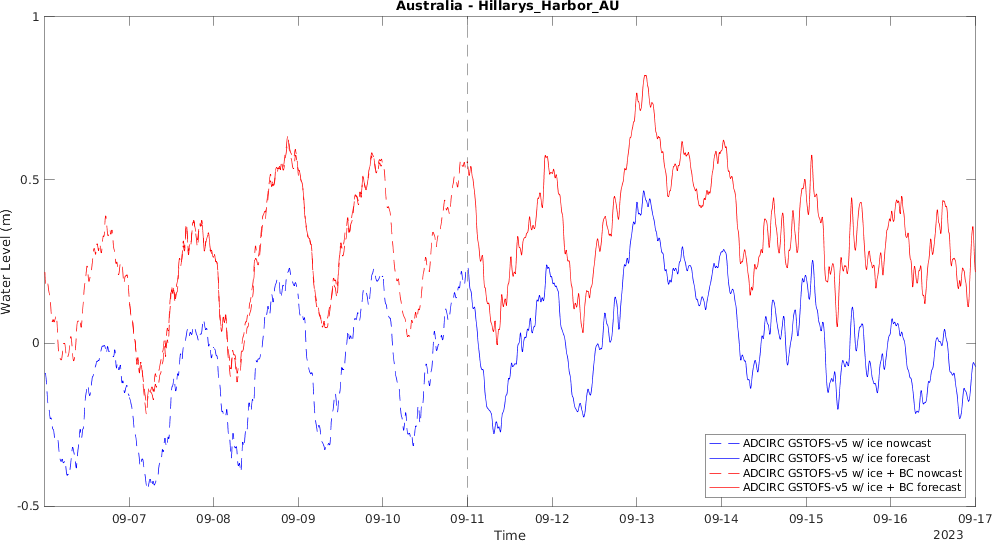 Australia - Hillarys_Harbor_AU
1
0.5
0
-0.5
Water Level (m)
09-07 09-08 09-09 09-10 09-11 09-12 09-13 09-14 09-15 09-16 09-17
Time
2023
ADCIRC GSTOFS-v5 w/ ice nowcast
ADCIRC GSTOFS-v5 w/ ice forecast
ADCIRC GSTOFS-v5 w/ ice + BC nowcast
ADCIRC GSTOFS-v5 w/ ice + BC forecast